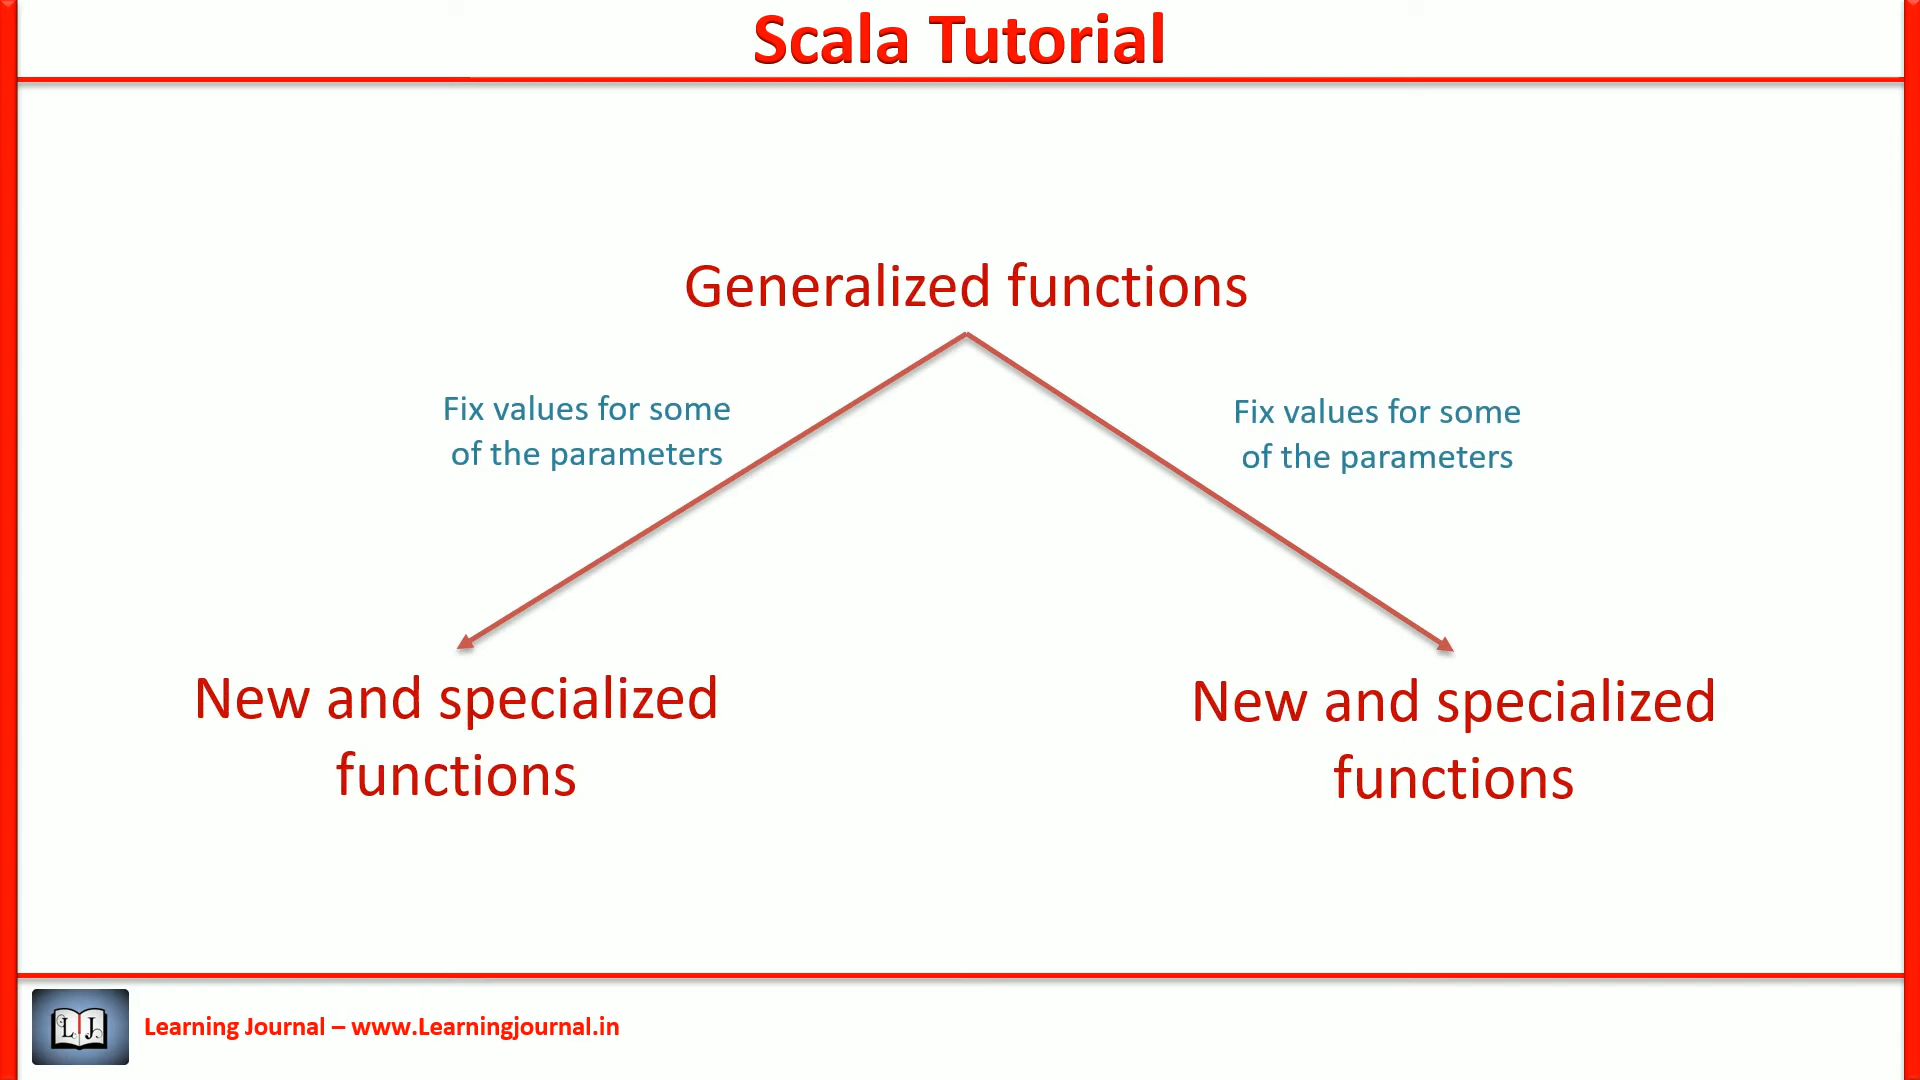 Scala Tutorial
Generalized functions
Fix values for some
of the parameters
Fix values for some
of the parameters
New and specialized
functions
New and specialized
functions
L J
Learning Journal – www.Learningjournal.in